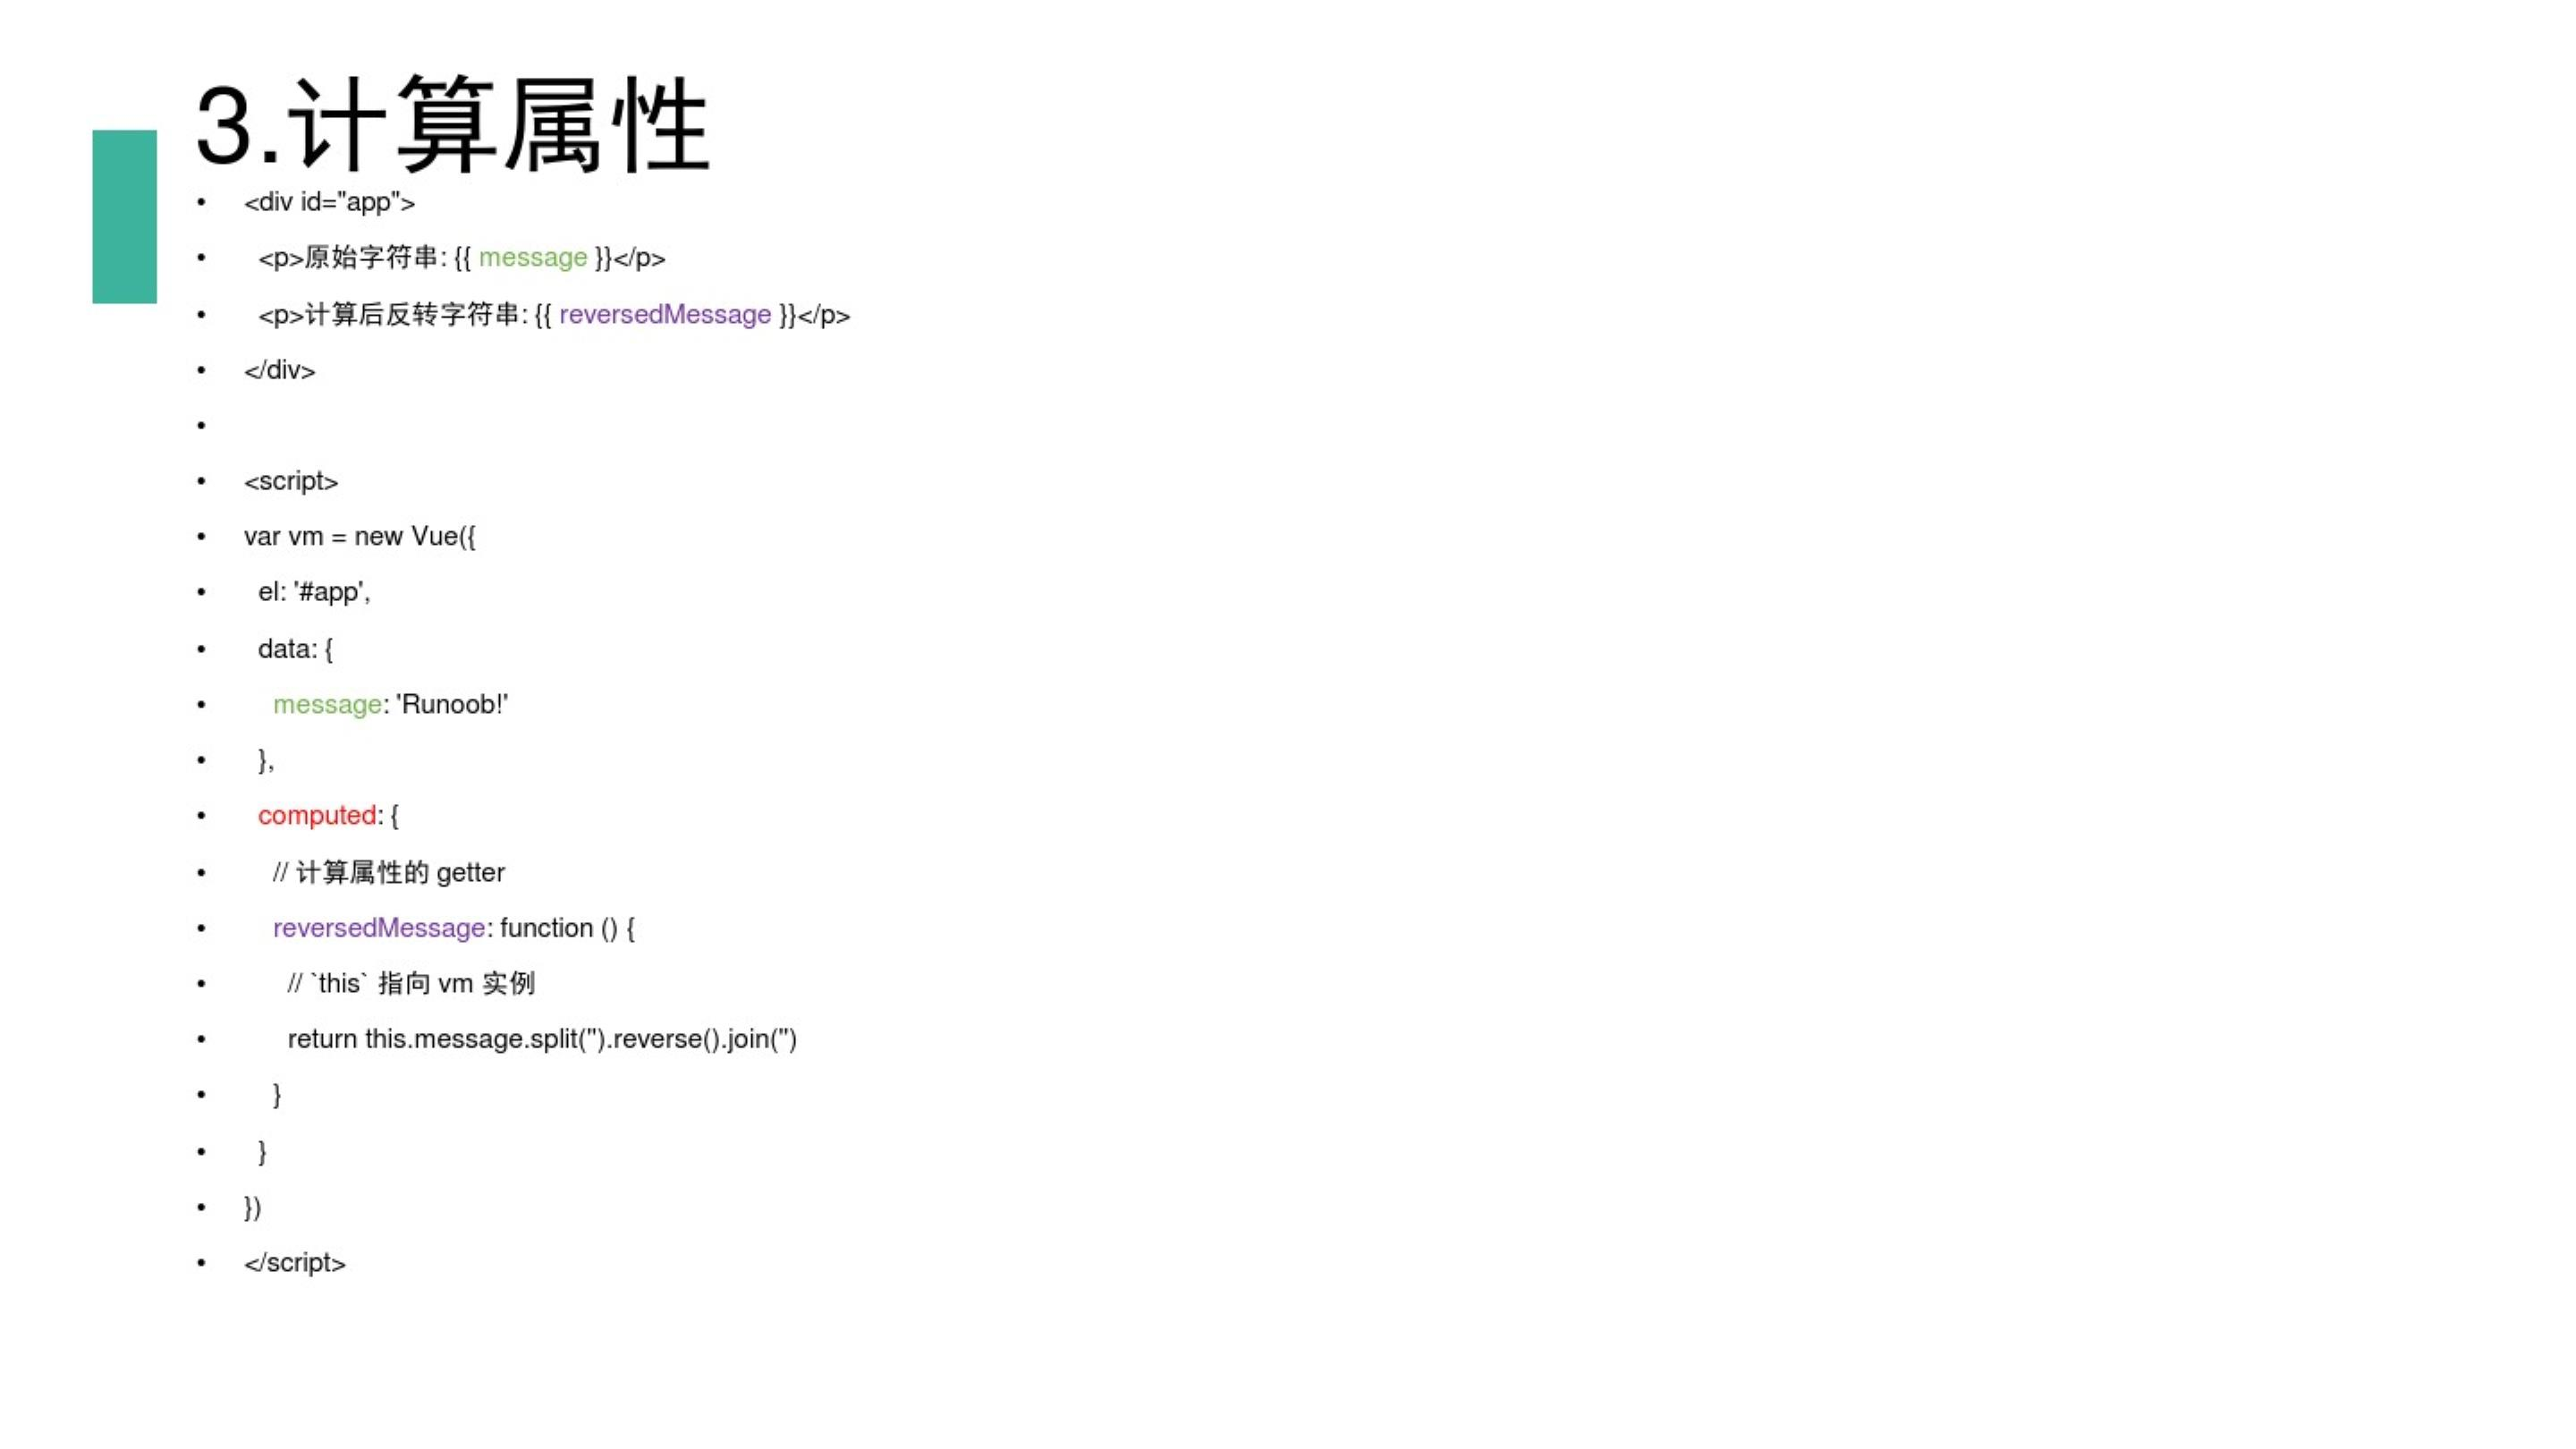 3.计算属性
• <div id="app">
•   <p>原始字符串: {{ message }}</p>
•   <p>计算后反转字符串: {{ reversedMessage }}</p>
• </div>
•
• <script>
• var vm = new Vue({
•   el: '#app',
•   data: {
•     message: 'Runoob!'
•   },
•   computed: {
•     // 计算属性的 getter
•     reversedMessage: function () {
•       // `this` 指向 vm 实例
•       return this.message.split('').reverse().join('')
•     }
•   }
• })
• </script>